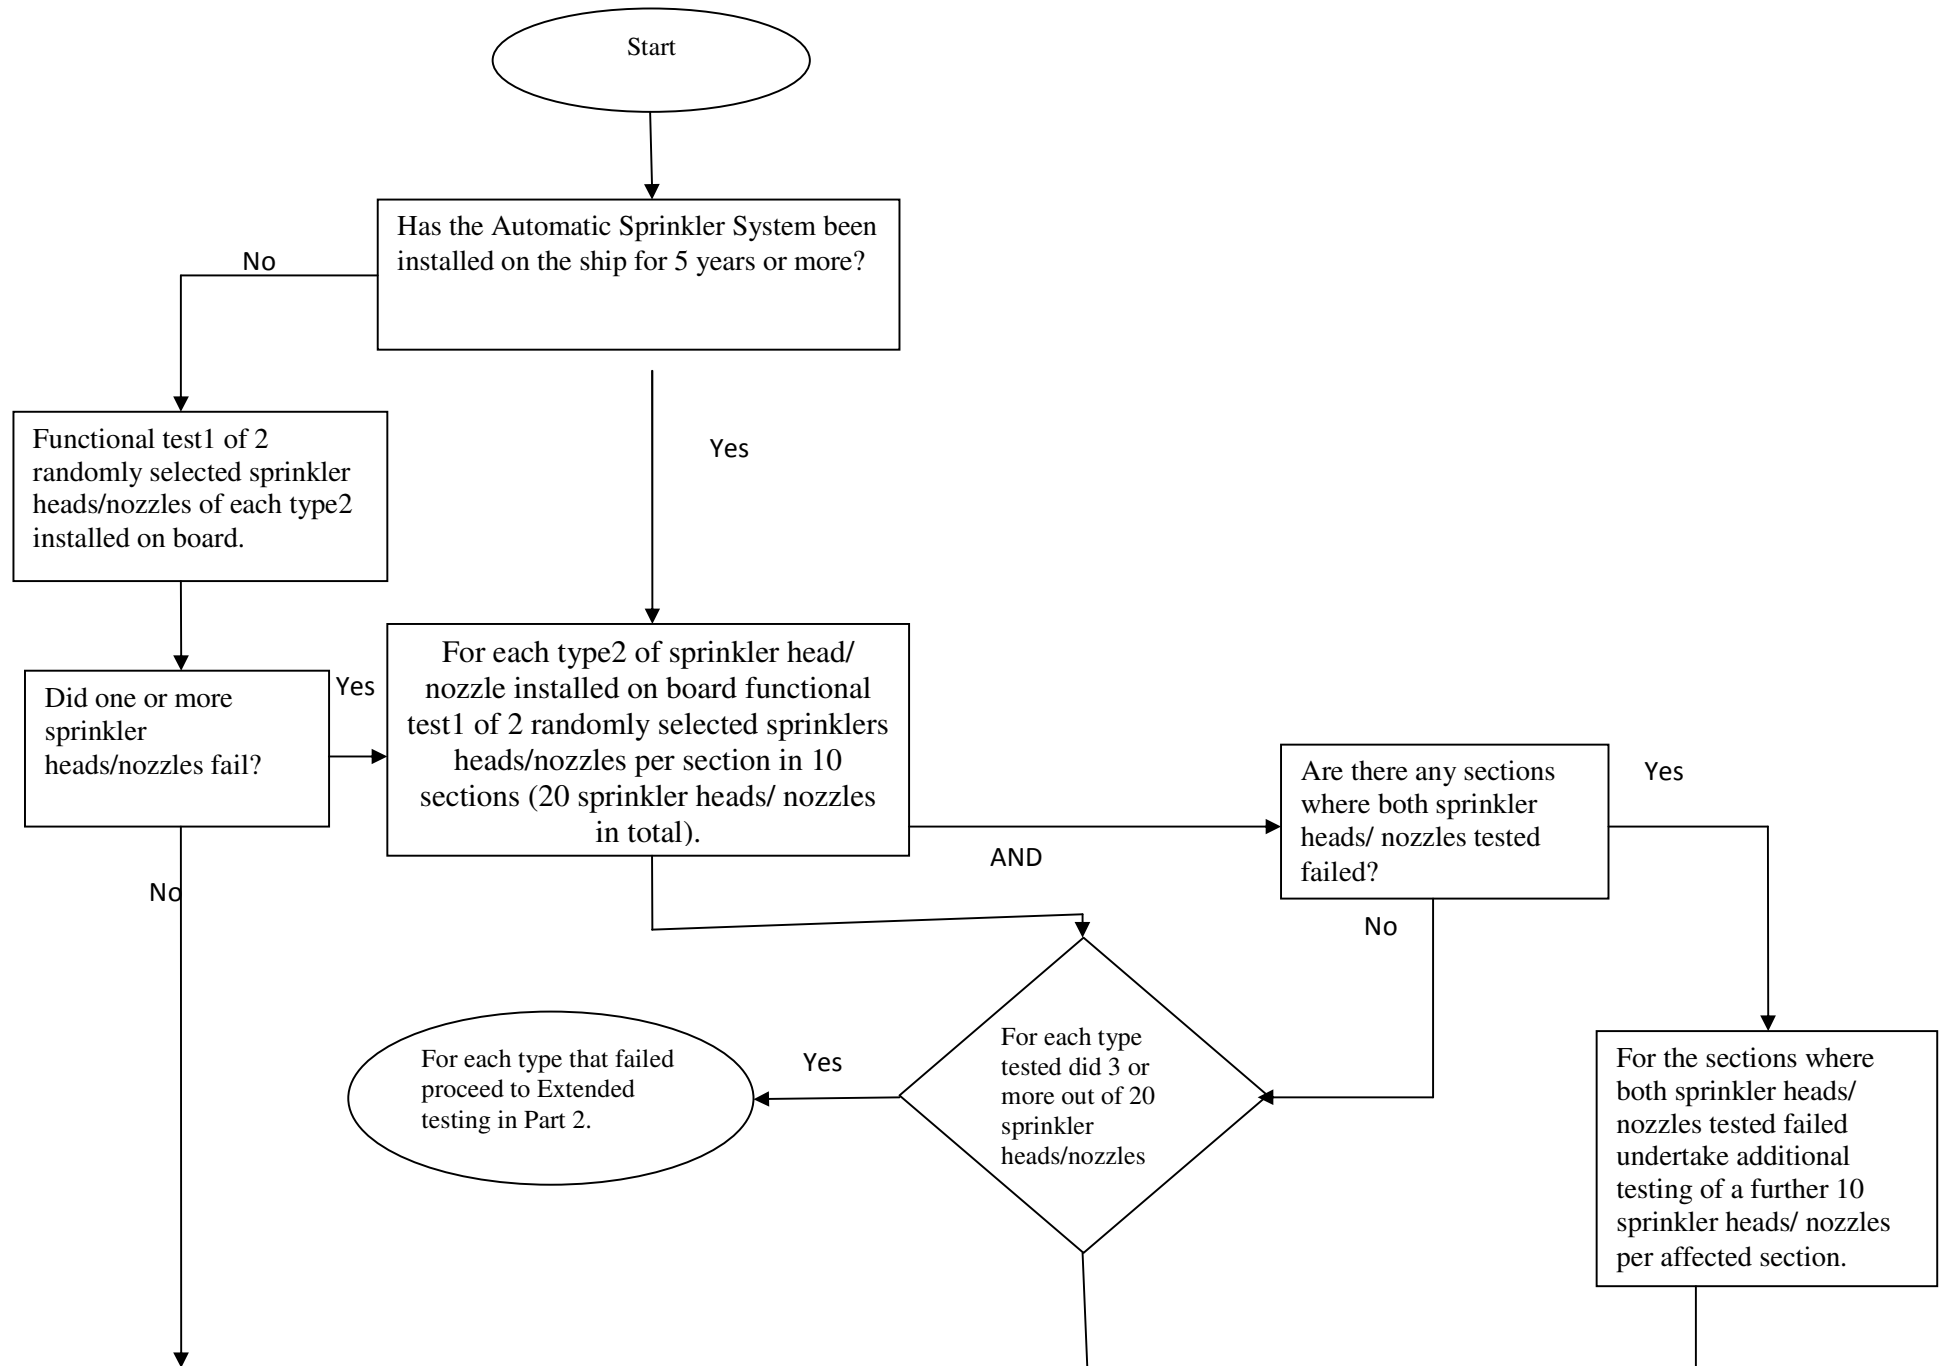 Start
Has the Automatic Sprinkler System been
installed on the ship for 5 years or more?
No
Yes
Functional test1 of 2
randomly selected sprinkler
heads/nozzles of each type2
installed on board.
Did one or more
sprinkler
heads/nozzles fail?
Yes
No
For each type2 of sprinkler head/
nozzle installed on board functional
test1 of 2 randomly selected sprinklers
heads/nozzles per section in 10
sections (20 sprinkler heads/ nozzles
in total).
AND
Are there any sections
where both sprinkler
heads/ nozzles tested
failed?
Yes
No
For each type that failed
proceed to Extended
testing in Part 2.
Yes
For each type
tested did 3 or
more out of 20
sprinkler
heads/nozzles
For the sections where
both sprinkler heads/
nozzles tested failed
undertake additional
testing of a further 10
sprinkler heads/ nozzles
per affected section.